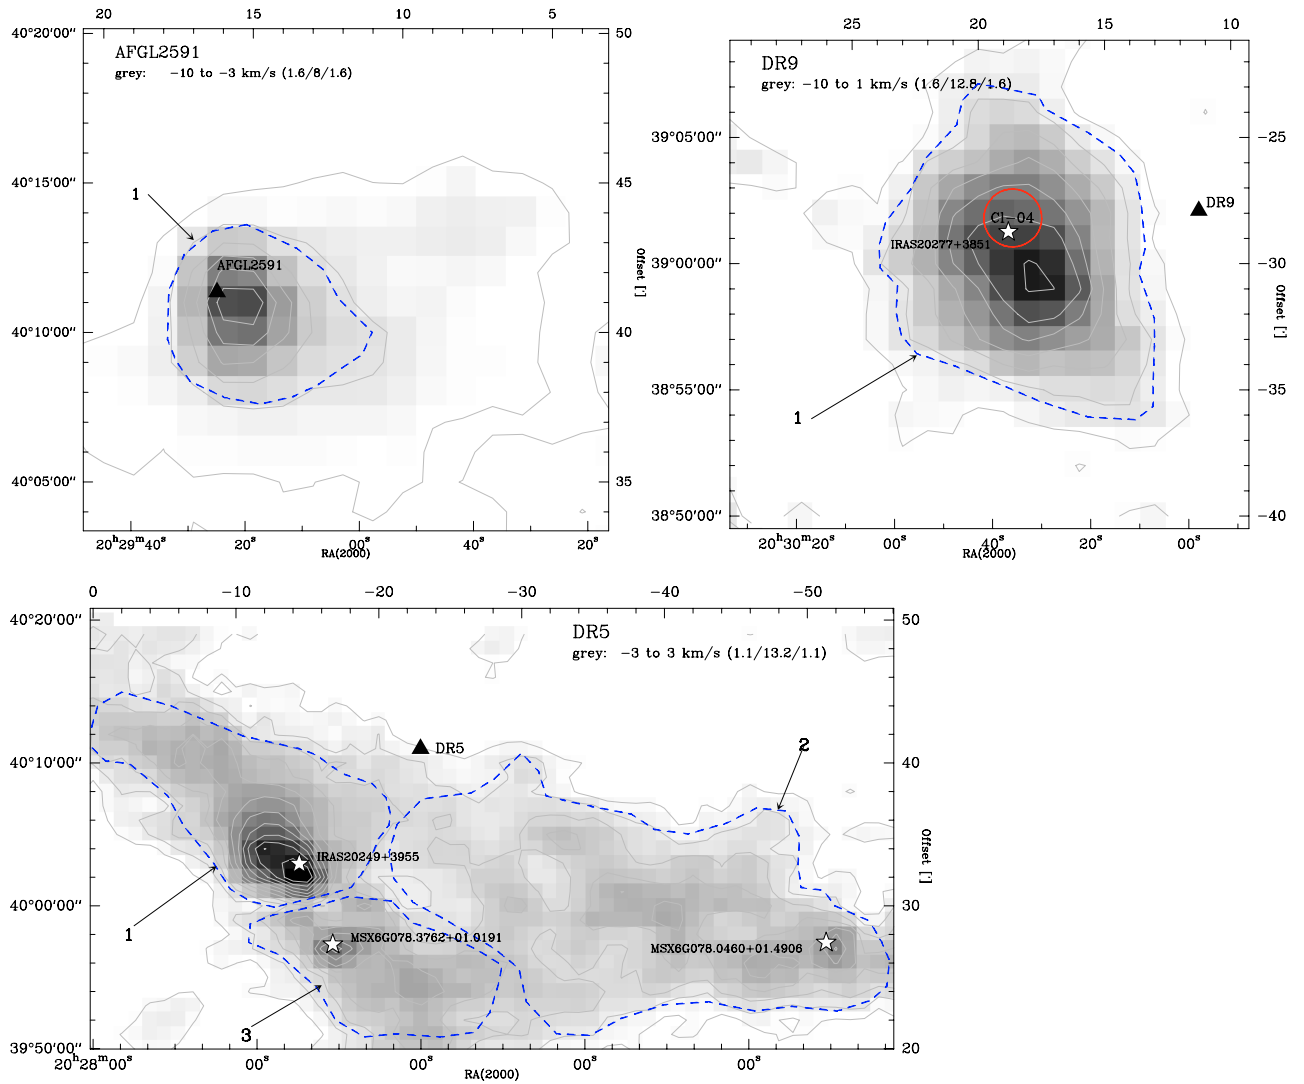 20 15 10 5
AFGL2591
grey: −10 to −3 km/s (1.6/8/1.6)
40°20′00″ 50
40°15′00″ 45
1
AFGL2591
Offset [′]
40°10′00″ 40
40°05′00″ 35
20ʰ29ᵐ40ˢ 20ˢ 00ˢ 40ˢ 20ˢ
RA(2000)
25 20 15 10
DR9
grey: −10 to 1 km/s (1.6/12.8/1.6)
39°05′00″ −25
DR9
Cl−04
IRAS20277+3851
39°00′00″ −30
Offset [′]
38°55′00″ −35
1
38°50′00″ −40
20ʰ30ᵐ20ˢ 00ˢ 40ˢ 20ˢ 00ˢ
RA(2000)
0 −10 −20 −30 −40 −50
DR5
grey: −3 to 3 km/s (1.1/13.2/1.1)
40°20′00″ 50
DR5
2
40°10′00″ 40
IRAS20249+3955
Offset [′]
40°00′00″ 30
1
MSX6G078.3762+01.0191
MSX6G078.0460+01.4906
3
39°50′00″ 20
20ʰ28ᵐ00ˢ 00ˢ 00ˢ 00ˢ 00ˢ
RA(2000)